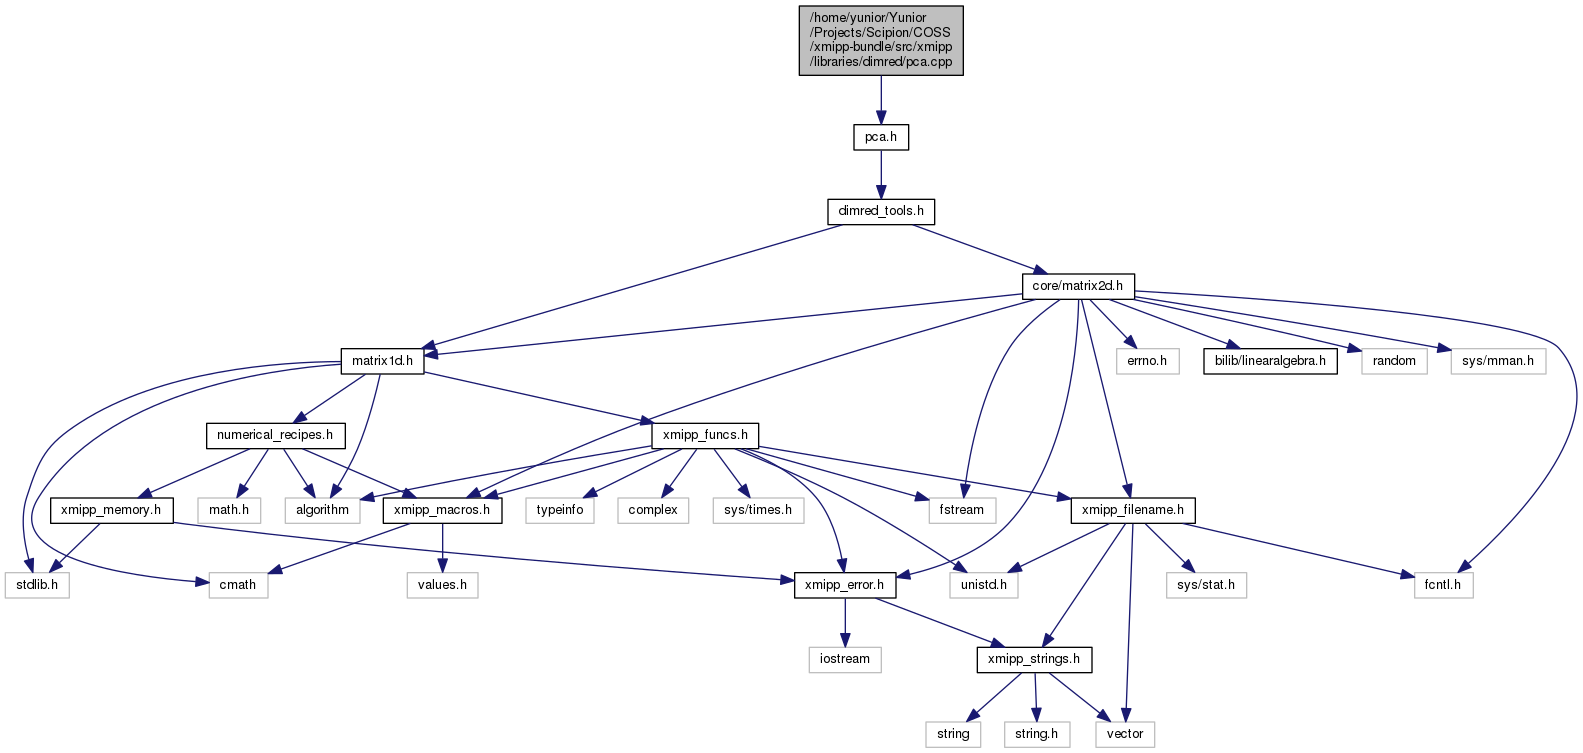 /home/yunior/Yunior
/Projects/Scipion/COSS
/xmipp-bundle/src/xmipp
/libraries/dimred/pca.cpp
pca.h
dimred_tools.h
core/matrix2d.h
matrix1d.h
errno.h
bilib/linearalgebra.h
random
sys/mman.h
numerical_recipes.h
xmipp_funcs.h
xmipp_memory.h
math.h
algorithm
xmipp_macros.h
typeinfo
complex
sys/times.h
fstream
xmipp_filename.h
stdlib.h
cmath
values.h
xmipp_error.h
unistd.h
sys/stat.h
fcntl.h
iostream
xmipp_strings.h
string
string.h
vector